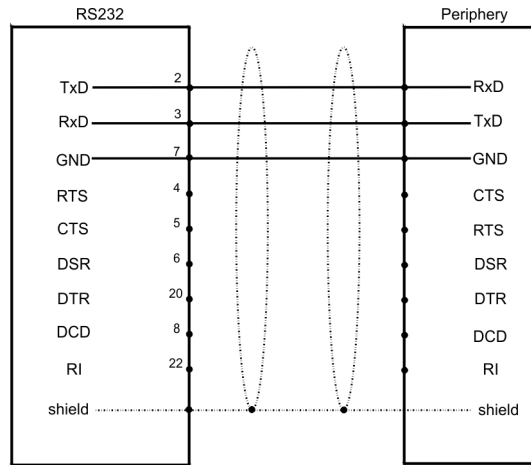 RS232 Periphery
TxD 2 RxD
RxD 3 TxD
GND 7 GND
RTS 4 CTS
CTS 5 RTS
DSR 6 DSR
DTR 20 DTR
DCD 8 DCD
RI 22 RI
shield shield